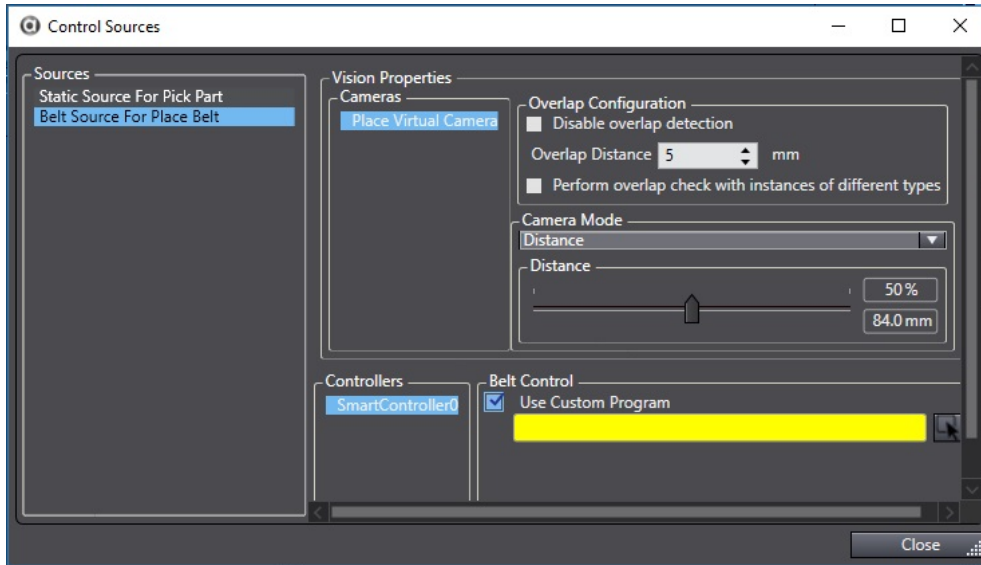 Control Sources
Sources
Static Source For Pick Part
Belt Source For Place Belt
Vision Properties
Cameras
Place Virtual Camera
Overlap Configuration
Disable overlap detection
Overlap Distance 5 mm
Perform overlap check with instances of different types
Camera Mode
Distance
Distance
50 %
84.0 mm
Controllers
SmartController0
Belt Control
Use Custom Program
Close